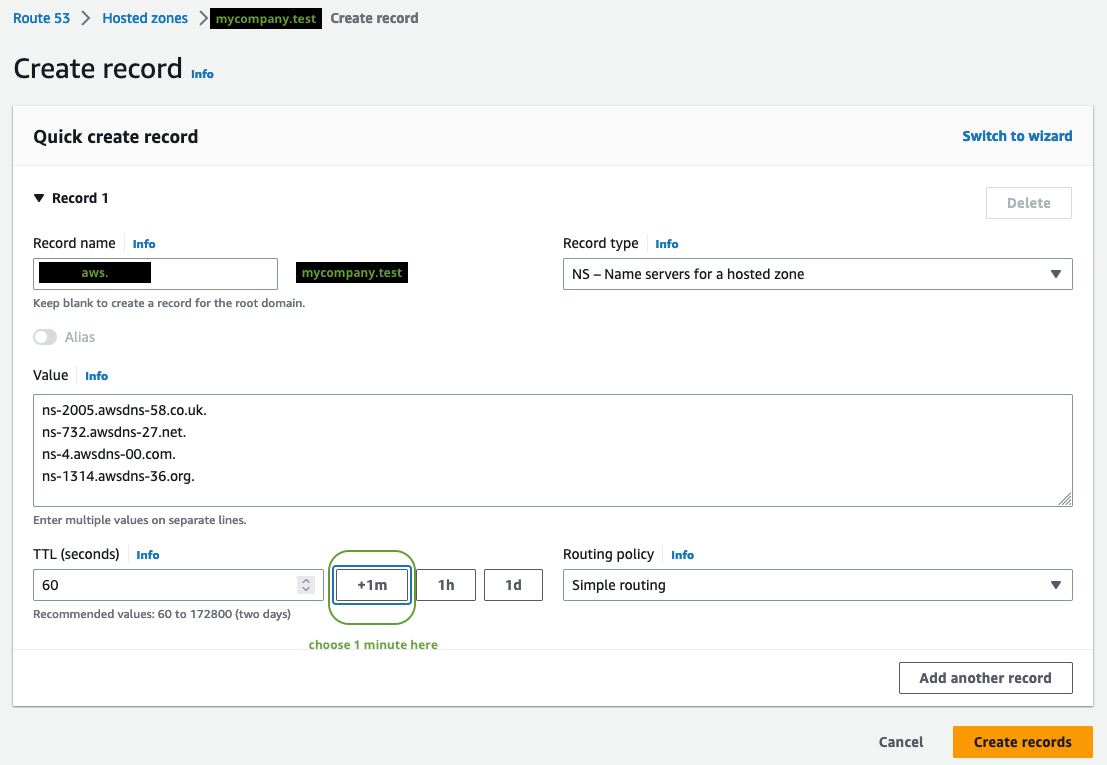 Route 53 > Hosted zones > mycompany.test Create record
Create record Info
Quick create record
Switch to wizard
Record 1
Delete
Record name Info
Record type Info
aws. mycompany.test
NS – Name servers for a hosted zone
Keep blank to create a record for the root domain.
Alias
Value Info
ns-2005.awsdns-58.co.uk.
ns-732.awsdns-27.net.
ns-4.awsdns-00.com.
ns-1314.awsdns-36.org.
Enter multiple values on separate lines.
TTL (seconds) Info
Routing policy Info
60 +1m 1h 1d
Simple routing
Recommended values: 60 to 172800 (two days)
choose 1 minute here
Add another record
Cancel Create records